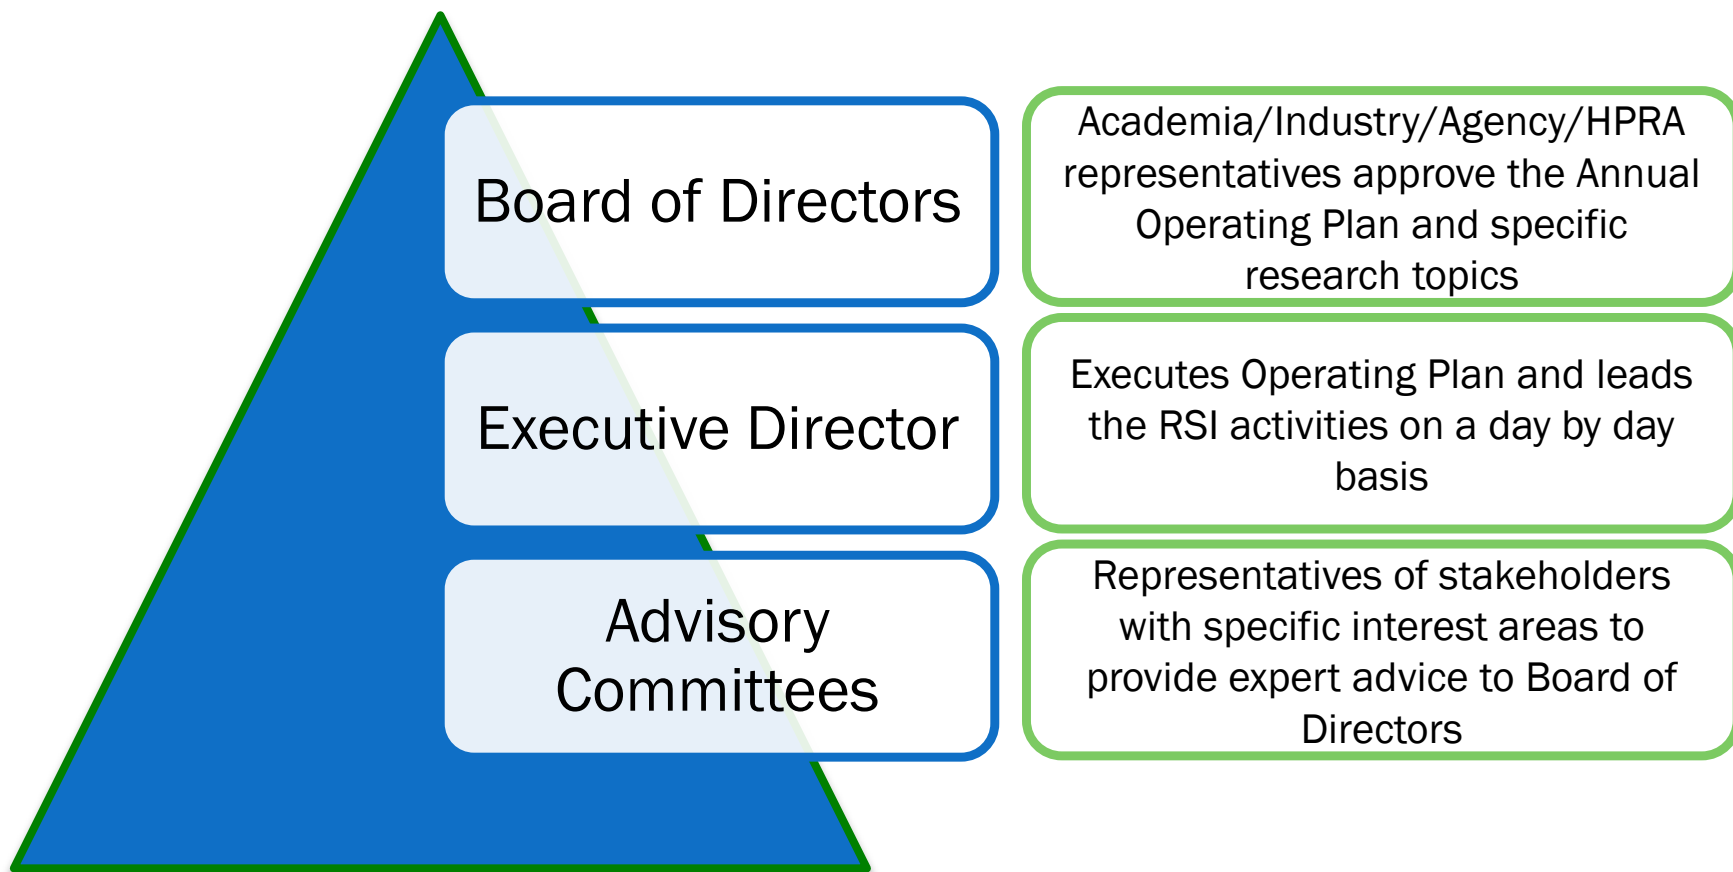 Board of Directors
Academia/Industry/Agency/HPRA
representatives approve the Annual
Operating Plan and specific
research topics
Executive Director
Executes Operating Plan and leads
the RSI activities on a day by day
basis
Advisory
Committees
Representatives of stakeholders
with specific interest areas to
provide expert advice to Board of
Directors